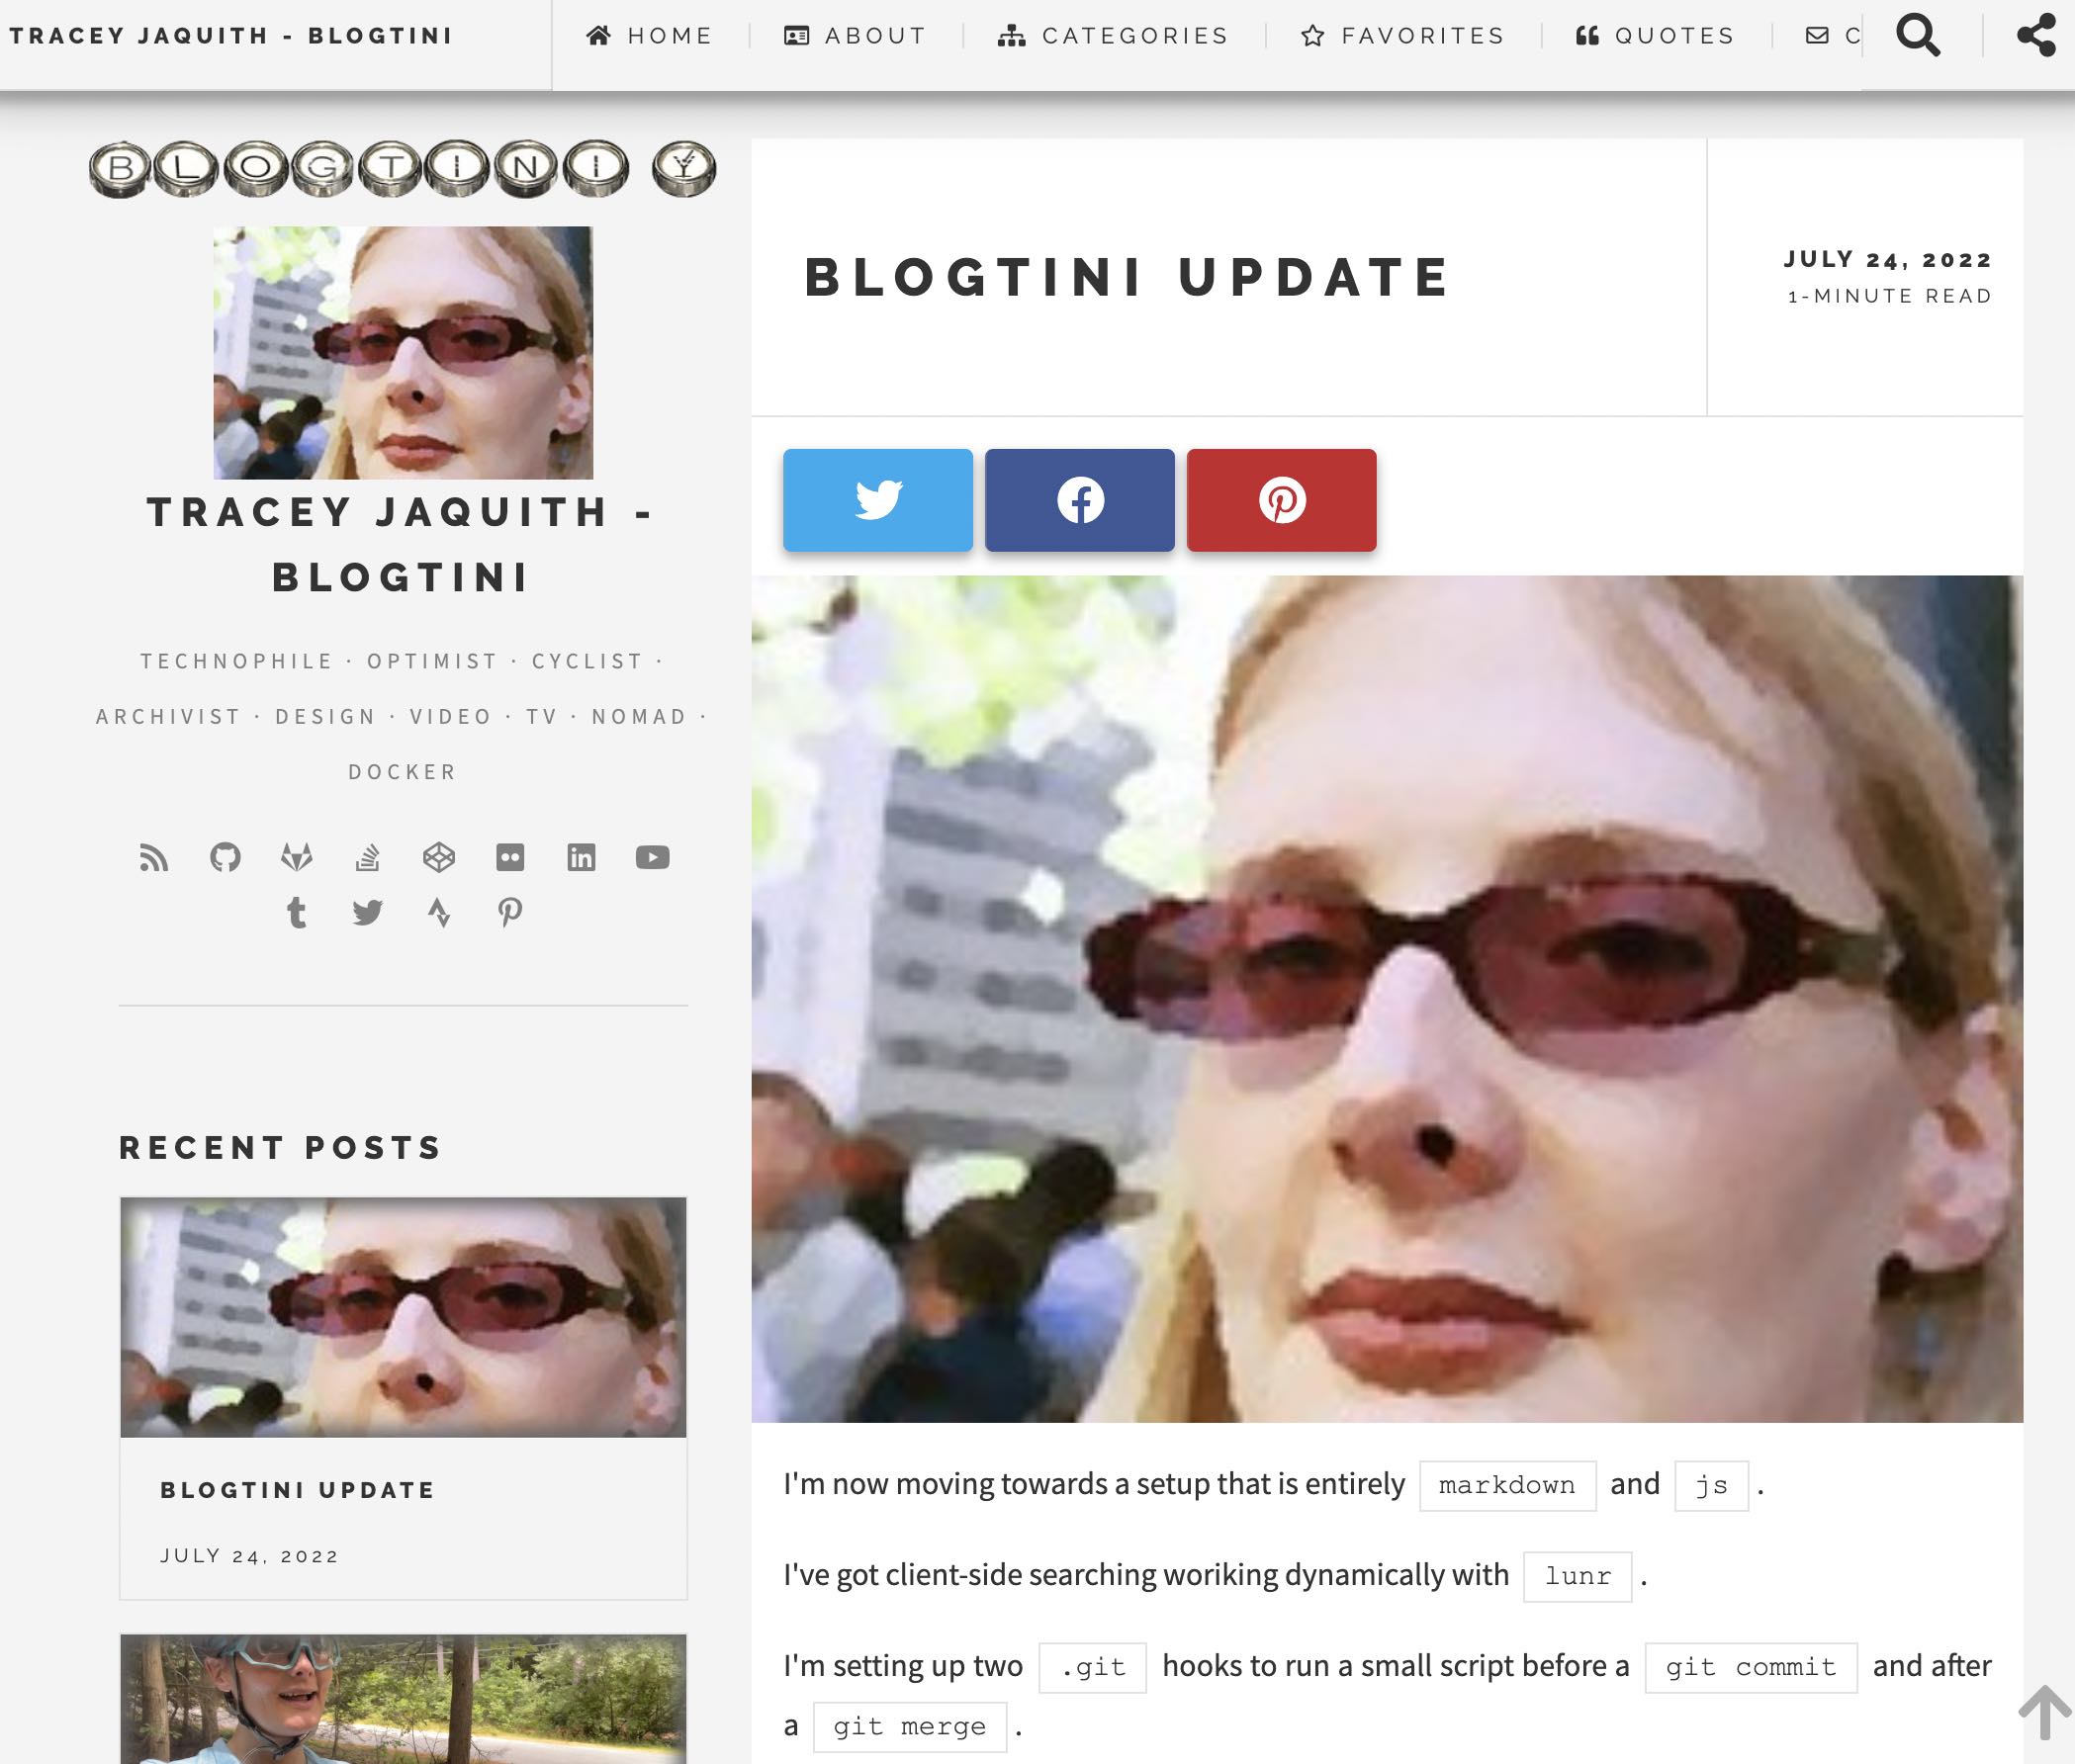 TRACEY JAQUITH - BLOGTINI
HOME
ABOUT
CATEGORIES
FAVORITES
QUOTES
C
BLOGTINI
TRACEY JAQUITH -
BLOGTINI
TECHNOPHILE · OPTIMIST · CYCLIST ·
ARCHIVIST · DESIGN · VIDEO · TV · NOMAD ·
DOCKER
RECENT POSTS
BLOGTINI UPDATE
JULY 24, 2022
BLOGTINI UPDATE
JULY 24, 2022
1-MINUTE READ
I'm now moving towards a setup that is entirely markdown and js .
I've got client-side searching woriking dynamically with lunr .
I'm setting up two .git hooks to run a small script before a git commit and after
a git merge .